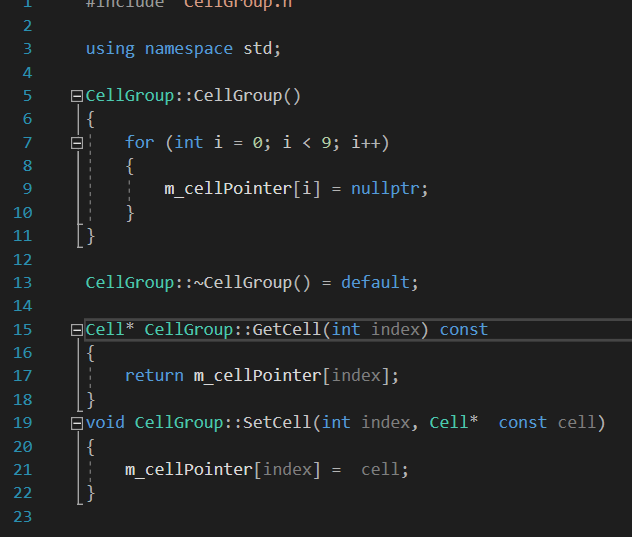 1 #include "CellGroup.h"
2
3 using namespace std;
4
5 CellGroup::CellGroup()
6 {
7 for (int i = 0; i < 9; i++)
8 {
9 m_cellPointer[i] = nullptr;
10 }
11 }
12
13 CellGroup::~CellGroup() = default;
14
15 Cell* CellGroup::GetCell(int index) const
16 {
17 return m_cellPointer[index];
18 }
19 void CellGroup::SetCell(int index, Cell*  const cell)
20 {
21 m_cellPointer[index] =  cell;
22 }
23